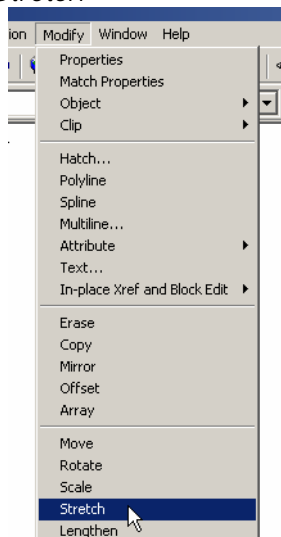 Modify Window Help
Properties
Match Properties
Object
Clip
Hatch...
Polyline
Spline
Multiline...
Attribute
Text...
In-place Xref and Block Edit
Erase
Copy
Mirror
Offset
Array
Move
Rotate
Scale
Stretch
Lengthen